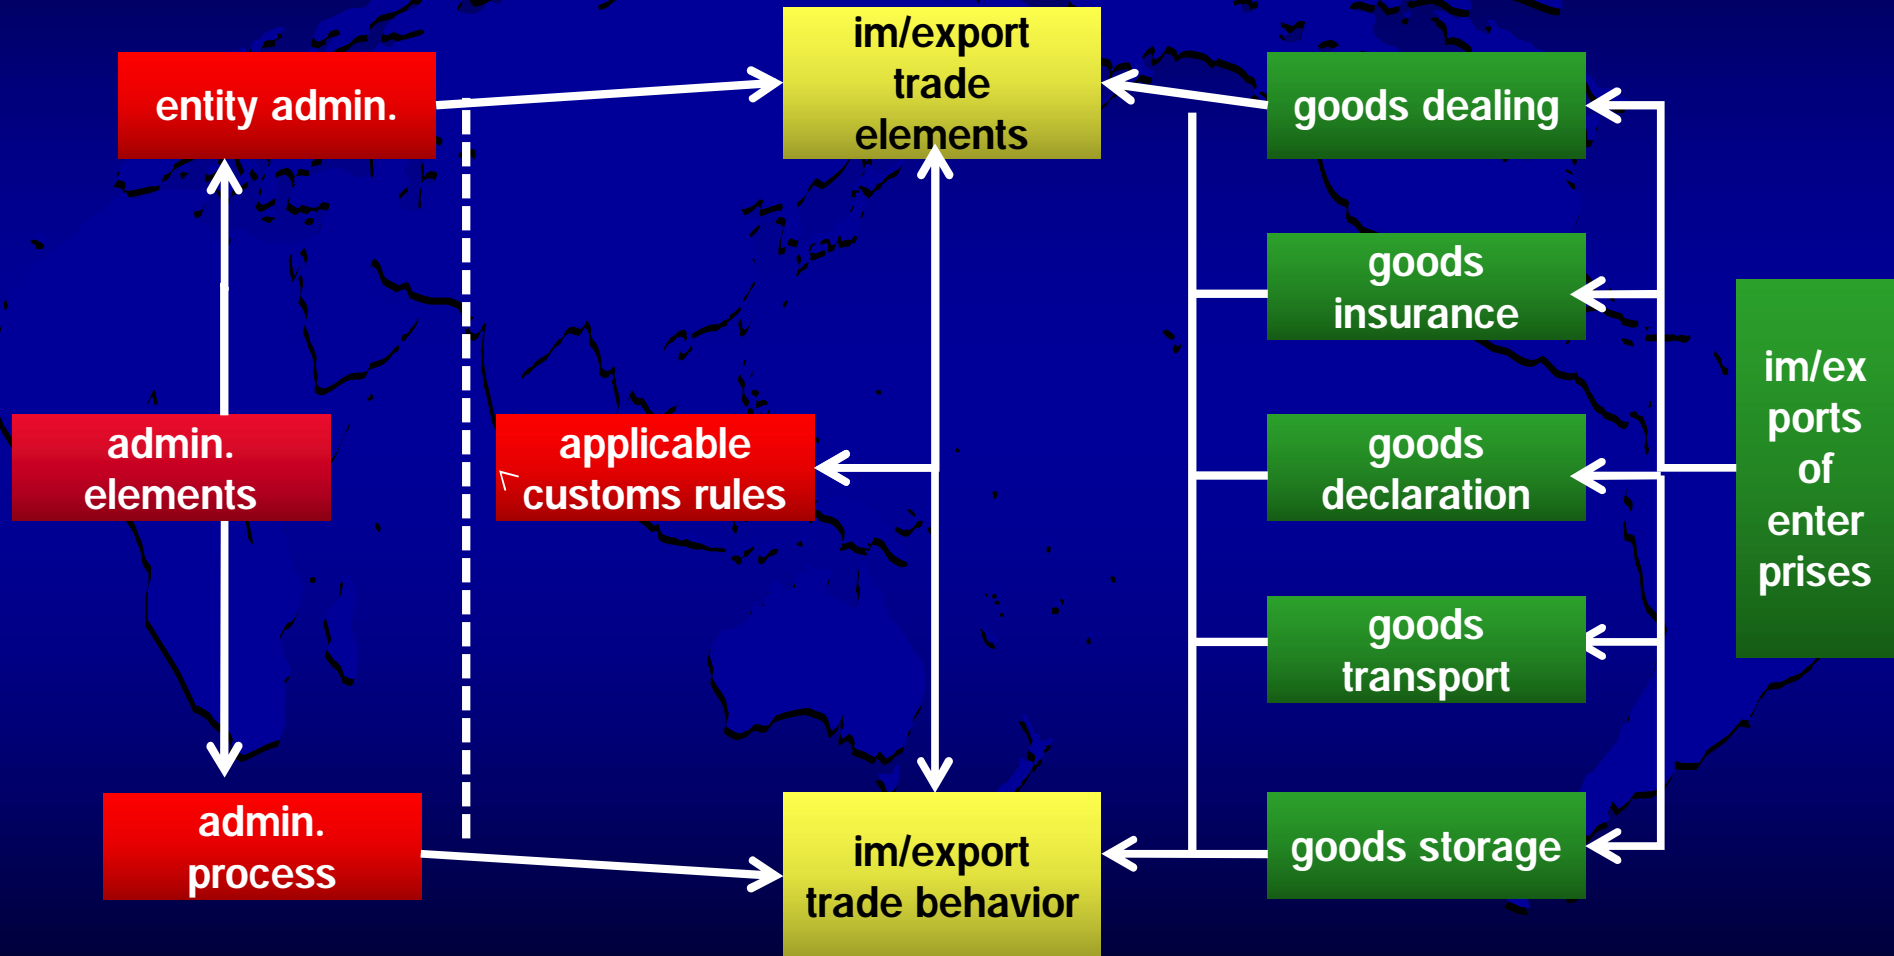 im/export
trade
elements
entity admin.
goods dealing
goods
insurance
im/ex
ports
of
enter
prises
admin.
elements
applicable
customs rules
goods
declaration
goods
transport
admin.
process
im/export
trade behavior
goods storage